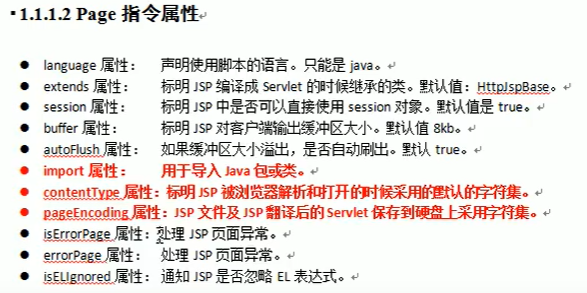 1.1.1.2 Page 指令属性
language 属性： 声明使用脚本的语言。只能是 java。
extends 属性： 标明 JSP 编译成 Servlet 的时候继承的类。默认值：HttpJspBase。
session 属性： 标明 JSP 中是否可以直接使用 session 对象。默认值是 true。
buffer 属性： 标明 JSP 对客户端输出缓冲区大小。默认值 8kb。
autoFlush 属性： 如果缓冲区大小溢出，是否自动刷出。默认 true。
import 属性： 用于导入 Java 包或类。
contentType 属性：标明 JSP 被浏览器解析和打开的时候采用的默认的字符集。
pageEncoding 属性：JSP 文件及 JSP 翻译后的 Servlet 保存到硬盘上采用字符集。
isErrorPage 属性：处理 JSP 页面异常。
errorPage 属性： 处理 JSP 页面异常。
isELIgnored 属性： 通知 JSP 是否忽略 EL 表达式。